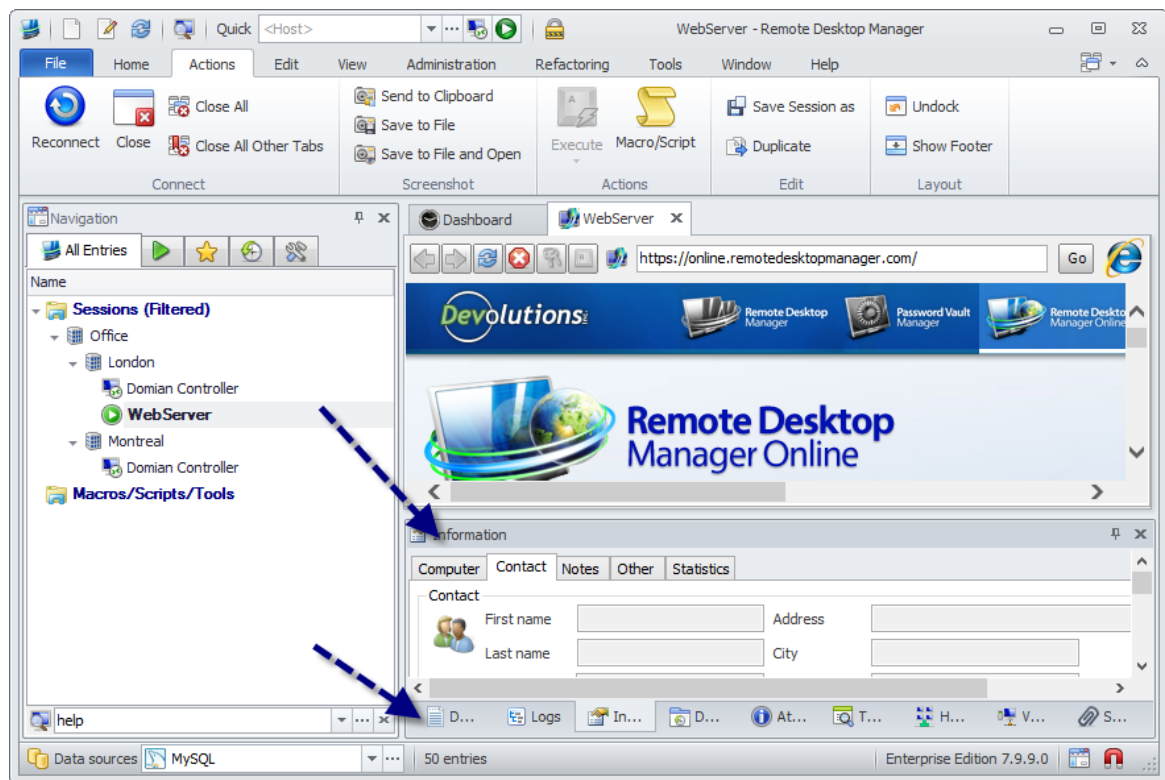 Quick <Host>
WebServer - Remote Desktop Manager
File Home Actions Edit View Administration Refactoring Tools Window Help
Reconnect
Close
Close All
Close All Other Tabs
Connect
Send to Clipboard
Save to File
Save to File and Open
Screenshot
Execute
Macro/Script
Actions
Save Session as
Duplicate
Edit
Undock
Show Footer
Layout
Navigation
All Entries
Name
Sessions (Filtered)
Office
London
Domian Controller
WebServer
Montreal
Domian Controller
Macros/Scripts/Tools
help
Dashboard WebServer
https://online.remotedesktopmanager.com/ Go
Devolutions
Remote Desktop
Manager
Password Vault
Manager
Remote Deskto
Manager Online
Remote Desktop
Manager Online
Information
Computer Contact Notes Other Statistics
Contact
First name Address
Last name City
D... Logs In... D... At... T... H... V... S...
Data sources MySQL 50 entries Enterprise Edition 7.9.9.0